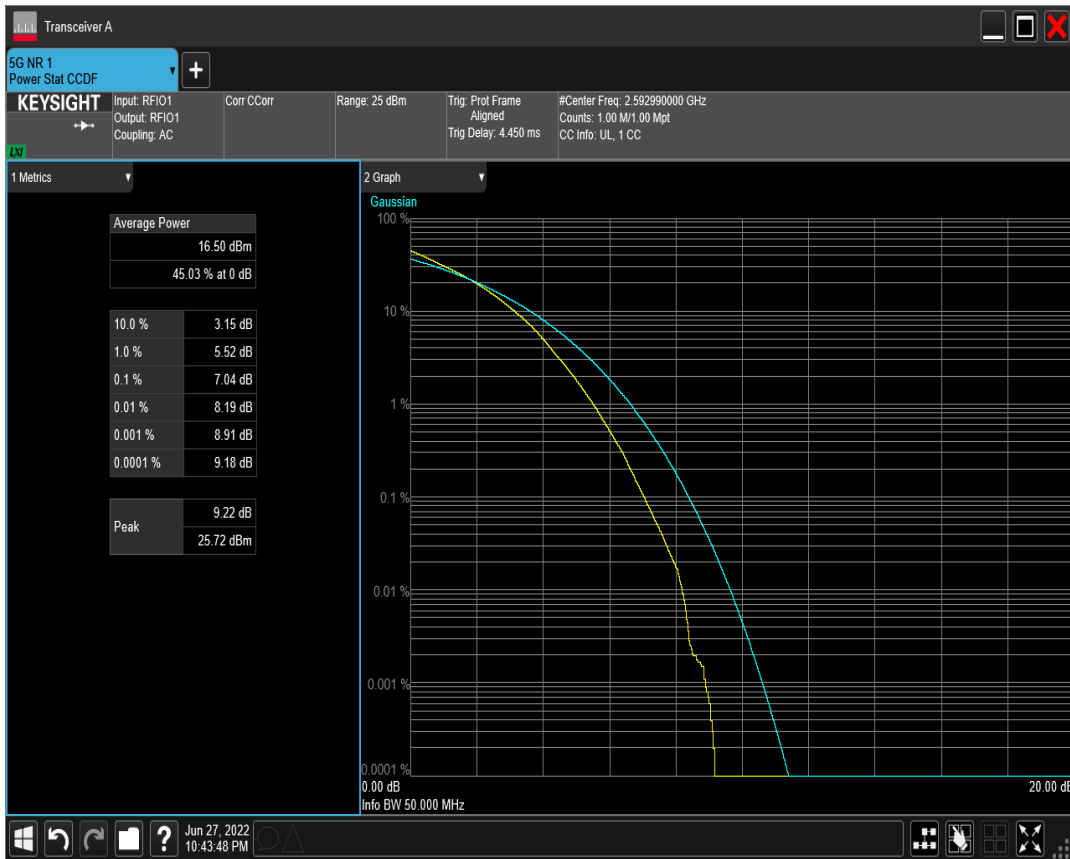 Transceiver A
5G NR 1
Power Stat CCDF
+
KEYSIGHT
LXI
Input: RFIO1
Output: RFIO1
Coupling: AC
Corr CCorr
Range: 25 dBm
Trig: Prot Frame
Aligned
Trig Delay: 4.450 ms
#Center Freq: 2.592990000 GHz
Counts: 1.00 M/1.00 Mpt
CC Info: UL, 1 CC
1 Metrics
Average Power
16.50 dBm
45.03 % at 0 dB
10.0 % 3.15 dB
1.0 % 5.52 dB
0.1 % 7.04 dB
0.01 % 8.19 dB
0.001 % 8.91 dB
0.0001 % 9.18 dB
Peak
9.22 dB
25.72 dBm
2 Graph
Gaussian
100 %
10 %
1 %
0.1 %
0.01 %
0.001 %
0.0001 %
0.00 dB 20.00 dB
Info BW 50.000 MHz
?
Jun 27, 2022
10:43:48 PM